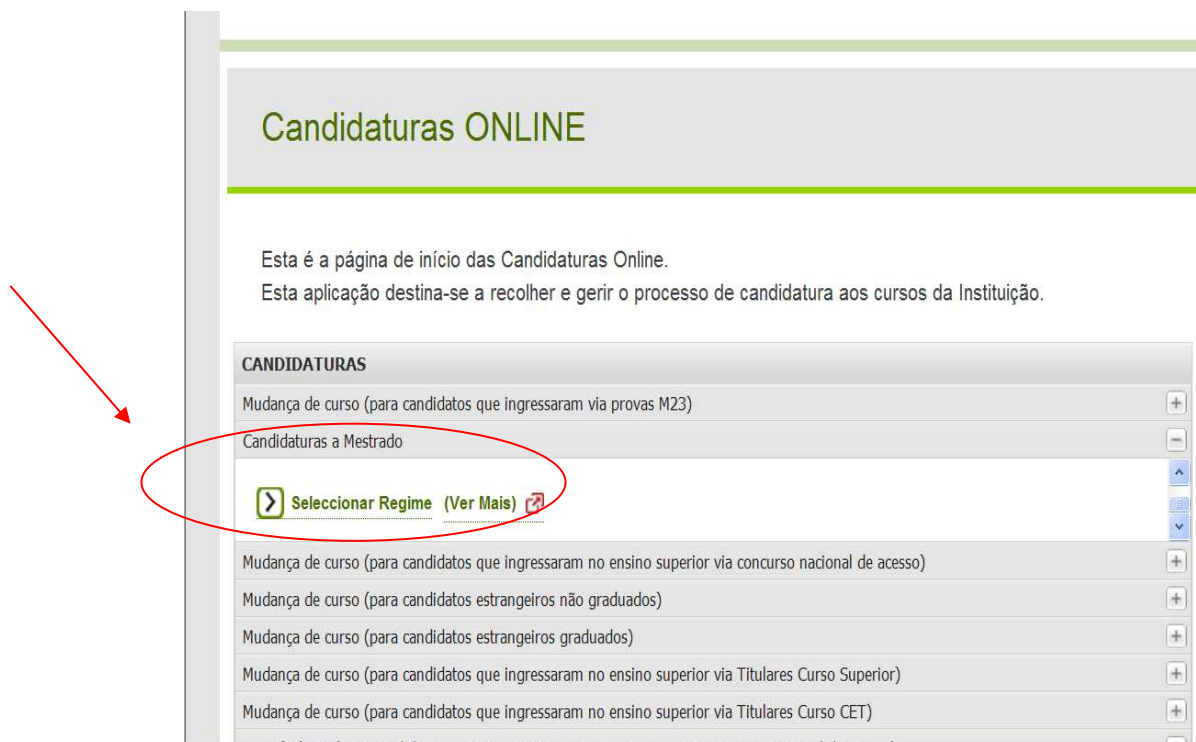 Candidaturas ONLINE
Esta é a página de início das Candidaturas Online.
Esta aplicação destina-se a recolher e gerir o processo de candidatura aos cursos da Instituição.
CANDIDATURAS
Mudança de curso (para candidatos que ingressaram via provas M23)
Candidaturas a Mestrado
Seleccionar Regime (Ver Mais)
Mudança de curso (para candidatos que ingressaram no ensino superior via concurso nacional de acesso)
Mudança de curso (para candidatos estrangeiros não graduados)
Mudança de curso (para candidatos estrangeiros graduados)
Mudança de curso (para candidatos que ingressaram no ensino superior via Titulares Curso Superior)
Mudança de curso (para candidatos que ingressaram no ensino superior via Titulares Curso CET)